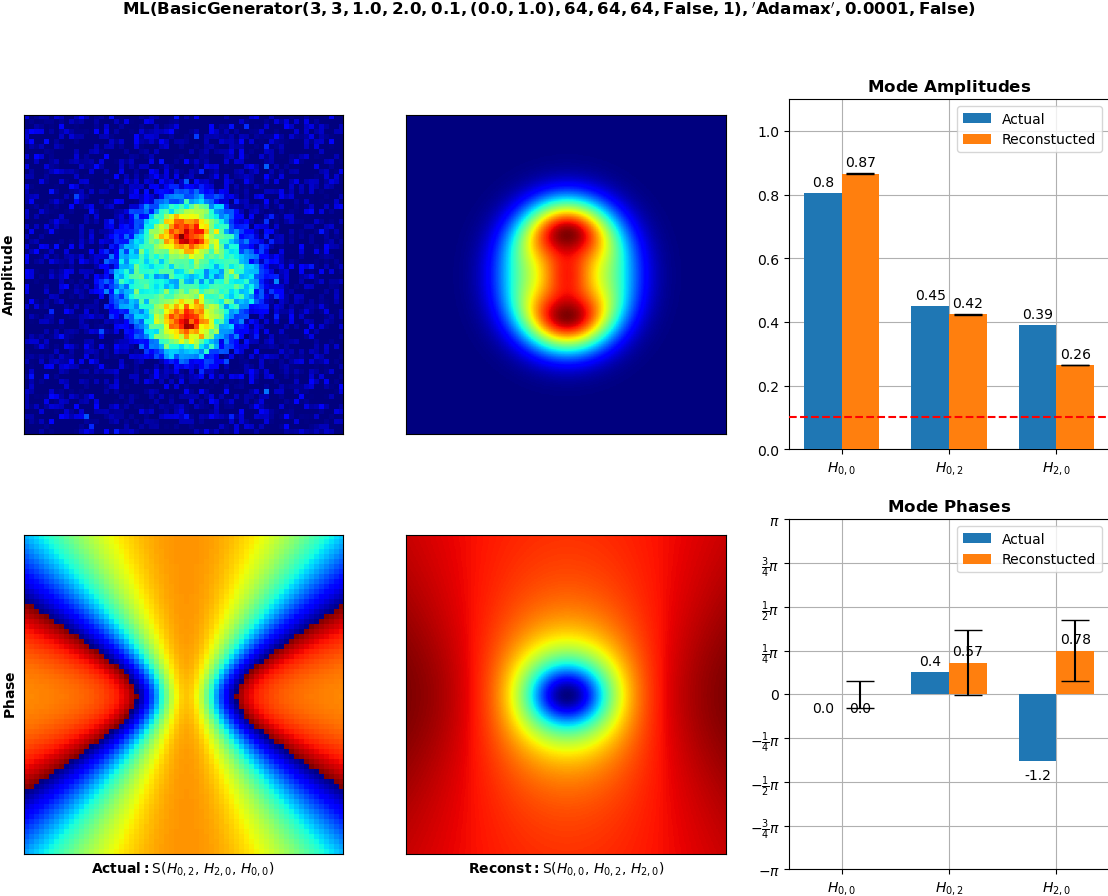 ML(BasicGenerator(3, 3, 1.0, 2.0, 0.1, (0.0, 1.0), 64, 64, 64, False, 1), ′Adamax′, 0.0001, False)
Amplitude
Mode Amplitudes
Actual
Reconstucted
1.0
0.8
0.6
0.4
0.2
0.0
0.8
0.87
0.45
0.42
0.39
0.26
H0,0
H0,2
H2,0
Phase
Actual: S(H0,2, H2,0, H0,0)
Reconst: S(H0,0, H0,2, H2,0)
Mode Phases
Actual
Reconstucted
π
3/4π
1/2π
1/4π
0
−1/4π
−1/2π
−3/4π
−π
0.0
-0.0
0.4
0.57
-1.2
0.78
H0,0
H0,2
H2,0